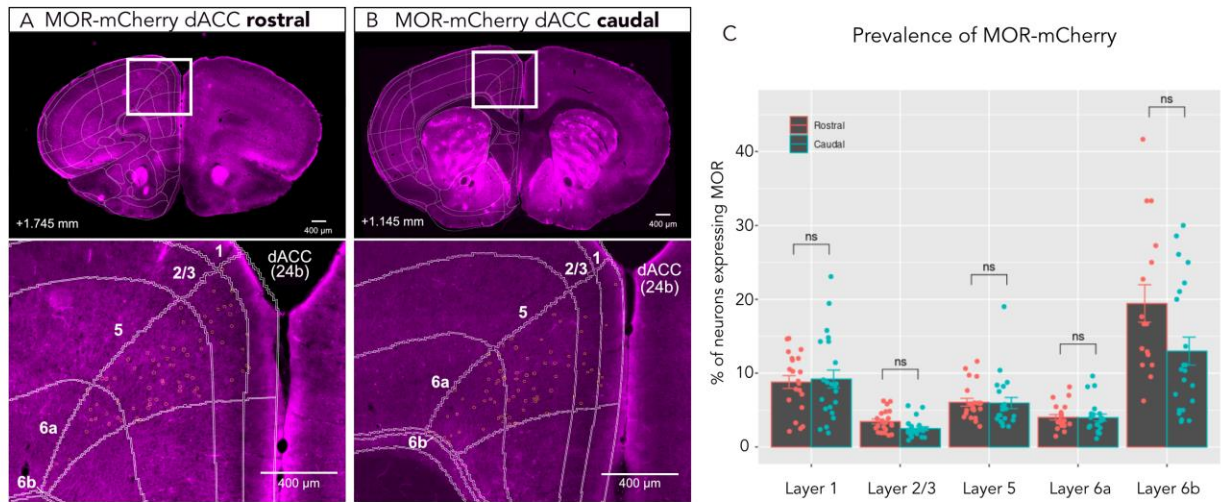 A MOR-mCherry dACC rostral
+1.745 mm
400 µm
1
dACC
(24b)
2/3
5
6a
6b
400 µm
B MOR-mCherry dACC caudal
+1.145 mm
400 µm
1
dACC
(24b)
2/3
5
6a
6b
400 µm
C Prevalence of MOR-mCherry
% of neurons expressing MOR
Rostral
Caudal
40
30
20
10
0
ns
ns
ns
ns
ns
Layer 1 Layer 2/3 Layer 5 Layer 6a Layer 6b